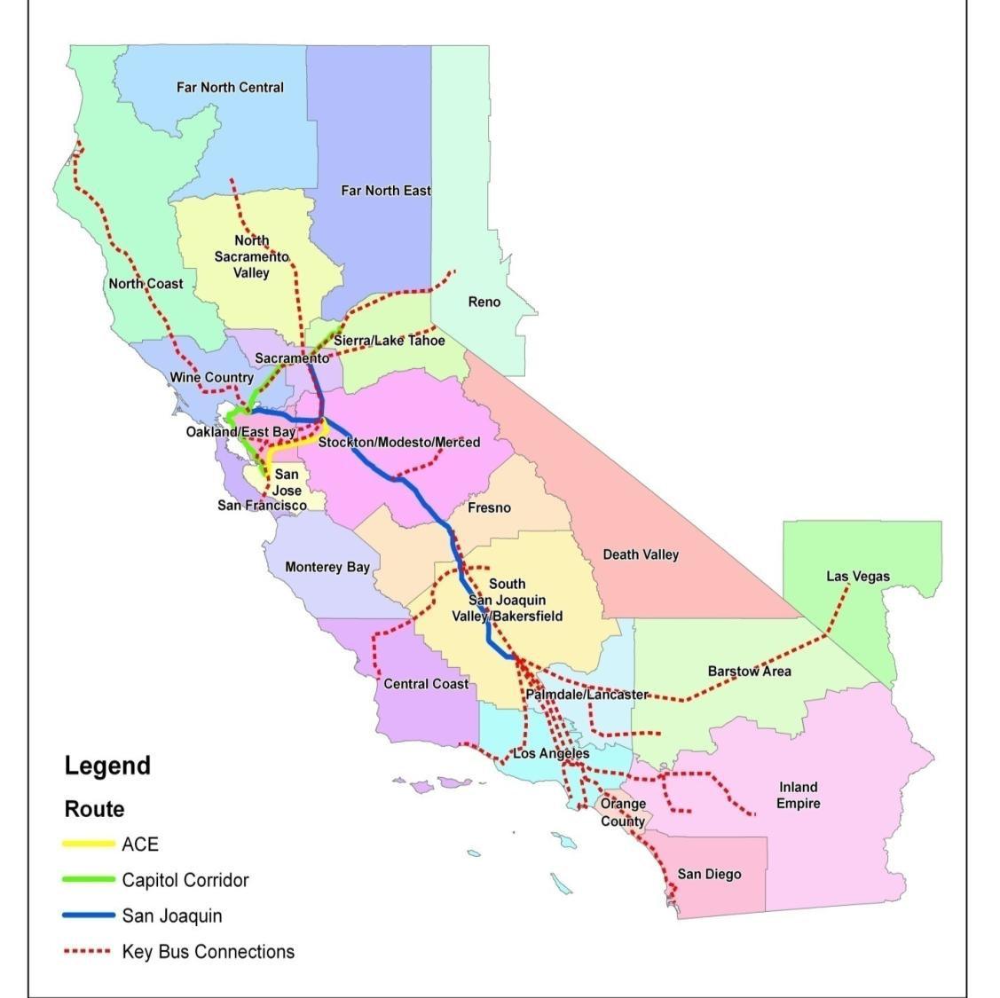 Far North Central
Far North East
North
Sacramento
Valley
North Coast
Reno
Sierra/Lake Tahoe
Sacramento
Wine Country
Oakland/East Bay
Stockton/Modesto/Merced
San
Jose
San Francisco
Fresno
Monterey Bay
Death Valley
Las Vegas
South
San Joaquin
Valley/Bakersfield
Barstow Area
Central Coast
Palmdale/Lancaster
Los Angeles
Inland
Empire
Orange
County
San Diego
Legend
Route
ACE
Capitol Corridor
San Joaquin
Key Bus Connections